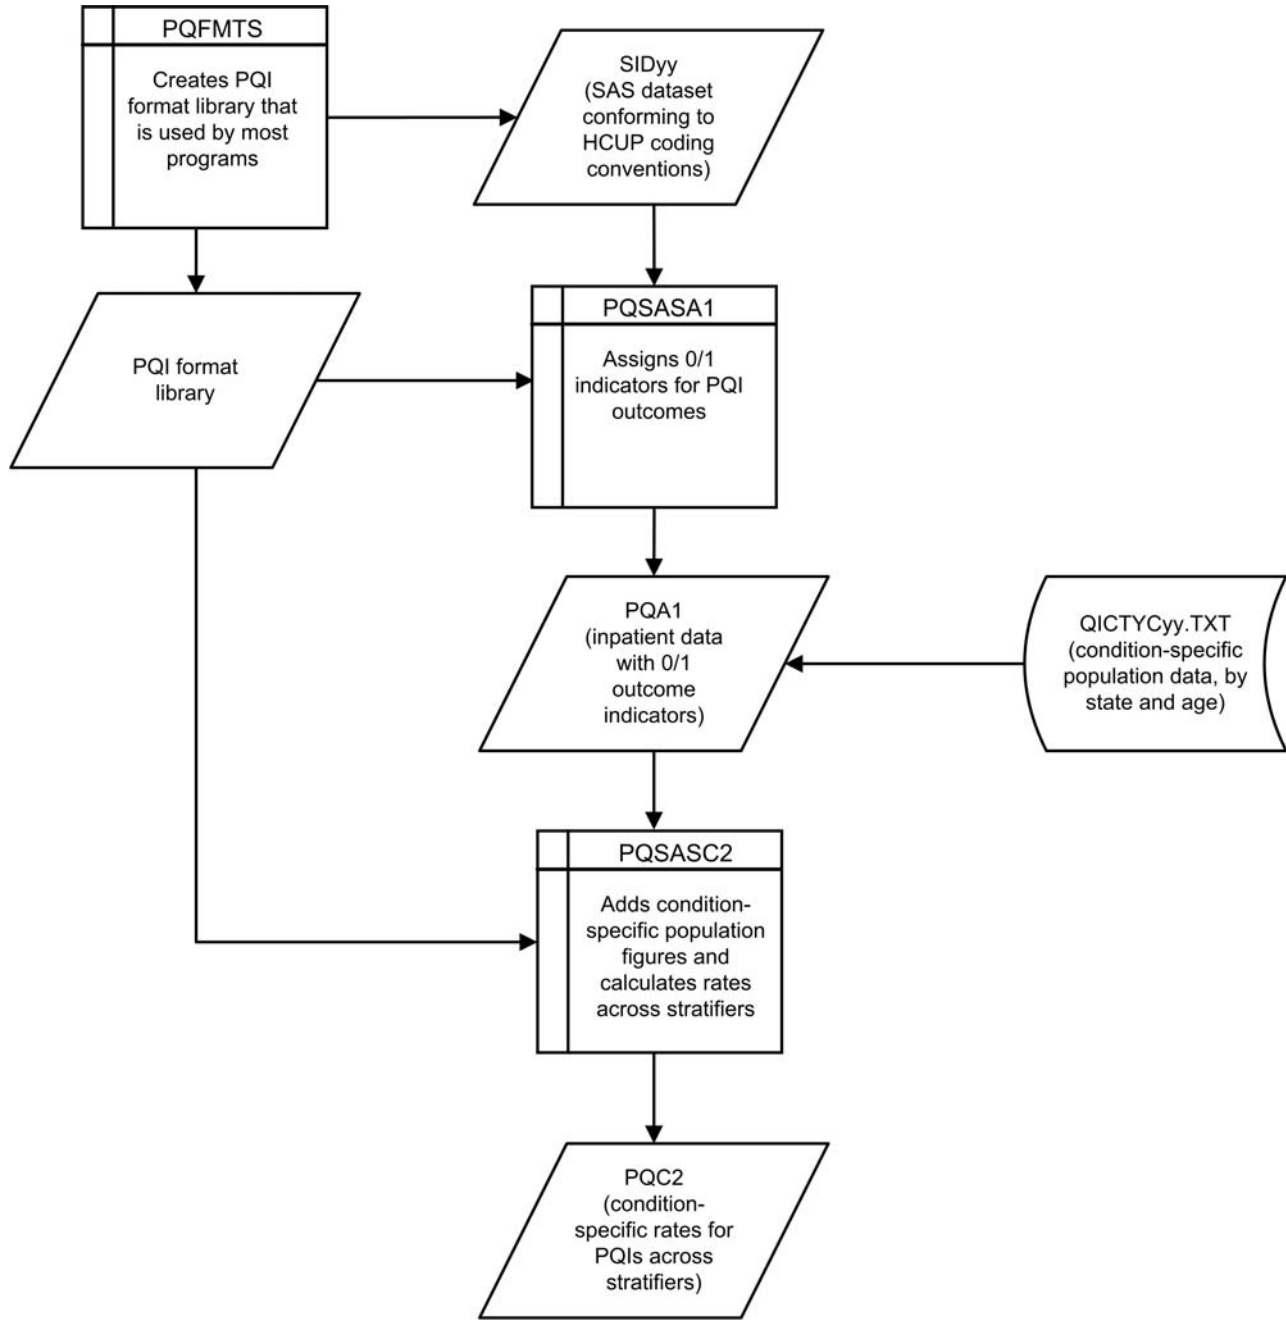 PQFMTS
Creates PQI
format library that
is used by most
programs
SIDyy
(SAS dataset
conforming to
HCUP coding
conventions)
PQI format
library
PQSASA1
Assigns 0/1
indicators for PQI
outcomes
PQA1
(inpatient data
with 0/1
outcome
indicators)
QICTYCyy.TXT
(condition-specific
population data, by
state and age)
PQSASC2
Adds condition-
specific population
figures and
calculates rates
across stratifiers
PQC2
(condition-
specific rates for
PQIs across
stratifiers)